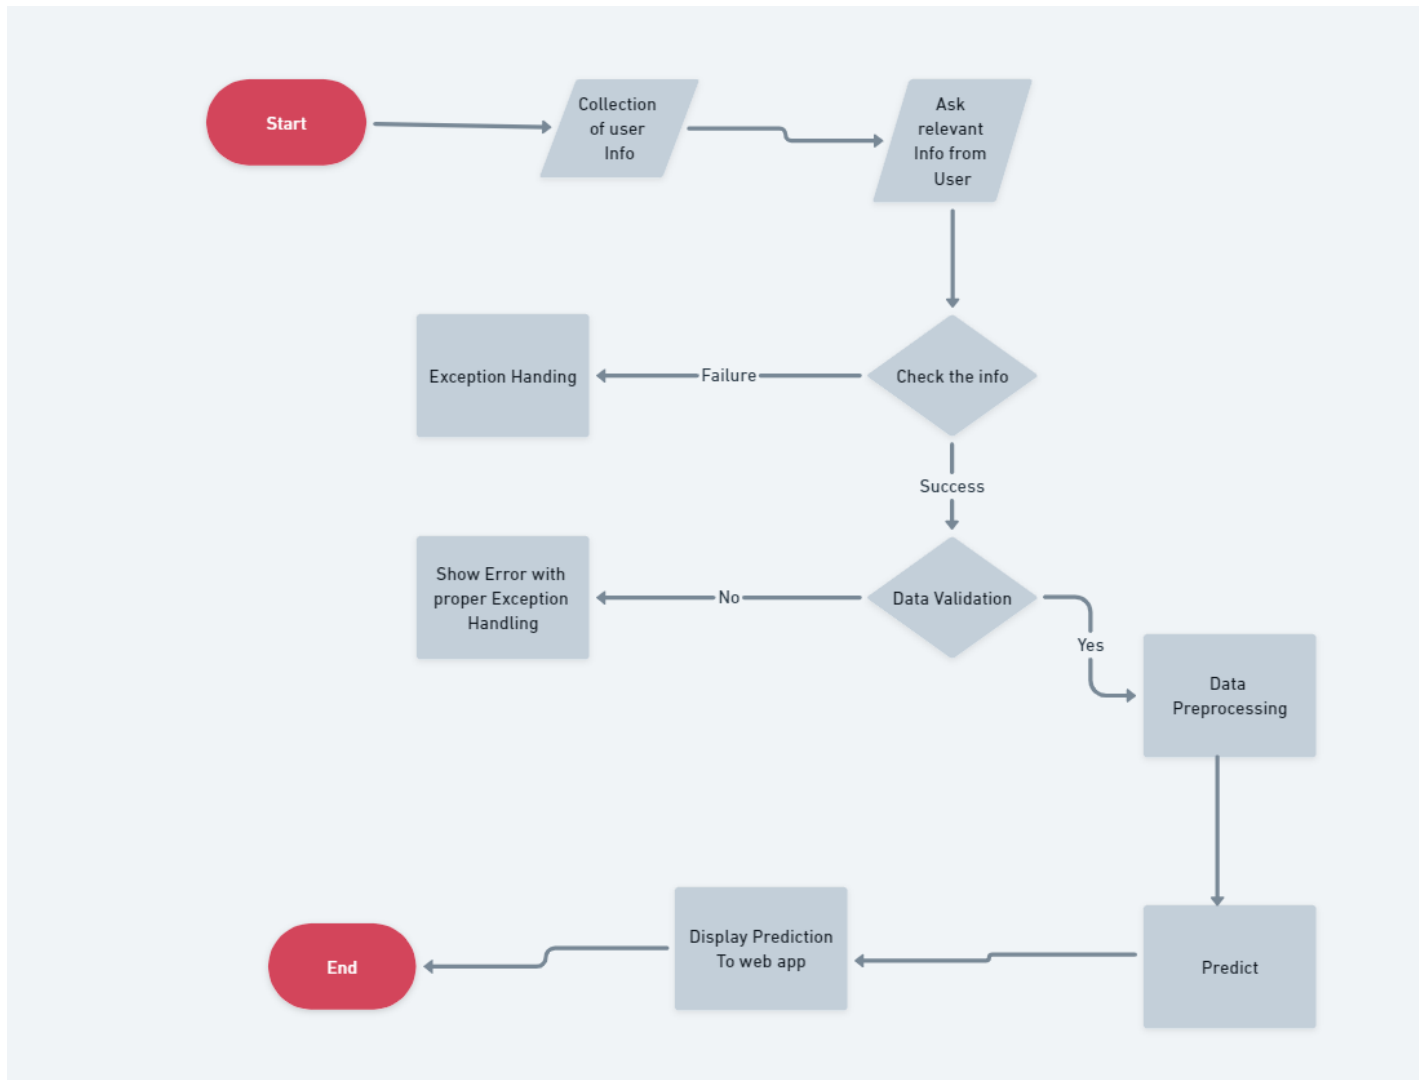 Start
Collection
of user
Info
Ask
relevant
Info from
User
Exception Handing
Failure
Check the info
Success
Show Error with
proper Exception
Handling
No
Data Validation
Yes
Data
Preprocessing
Display Prediction
To web app
End
Predict